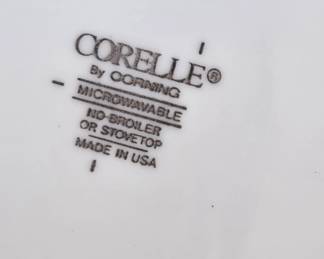 CORELLE®
By CORNING
MICROWAVABLE
NO-BROILER
OR STOVETOP
MADE IN USA